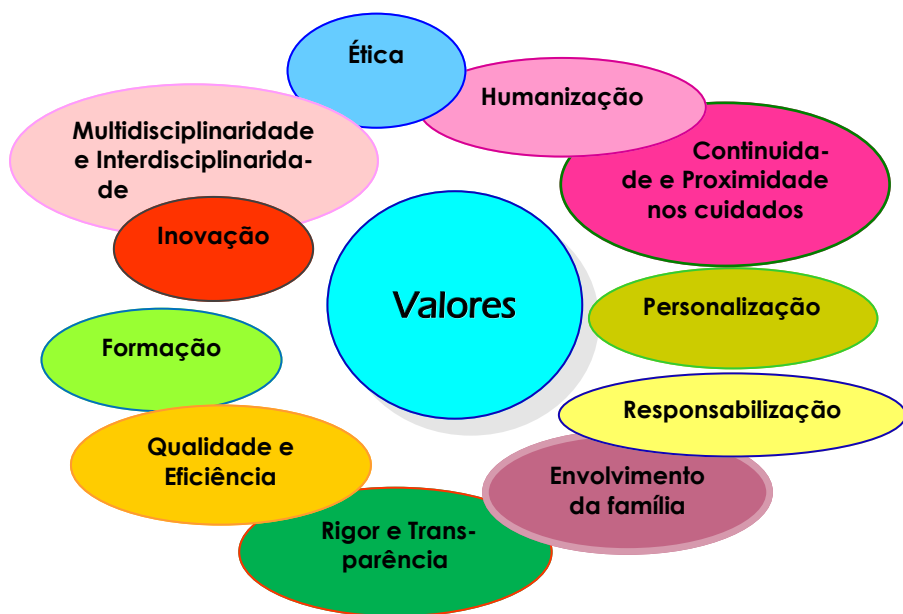 Ética
Humanização
Multidisciplinaridade
e Interdisciplinarida-
de
Continuida-
de e Proximidade
nos cuidados
Inovação
Valores
Personalização
Formação
Responsabilização
Qualidade e
Eficiência
Envolvimento
da família
Rigor e Trans-
parência